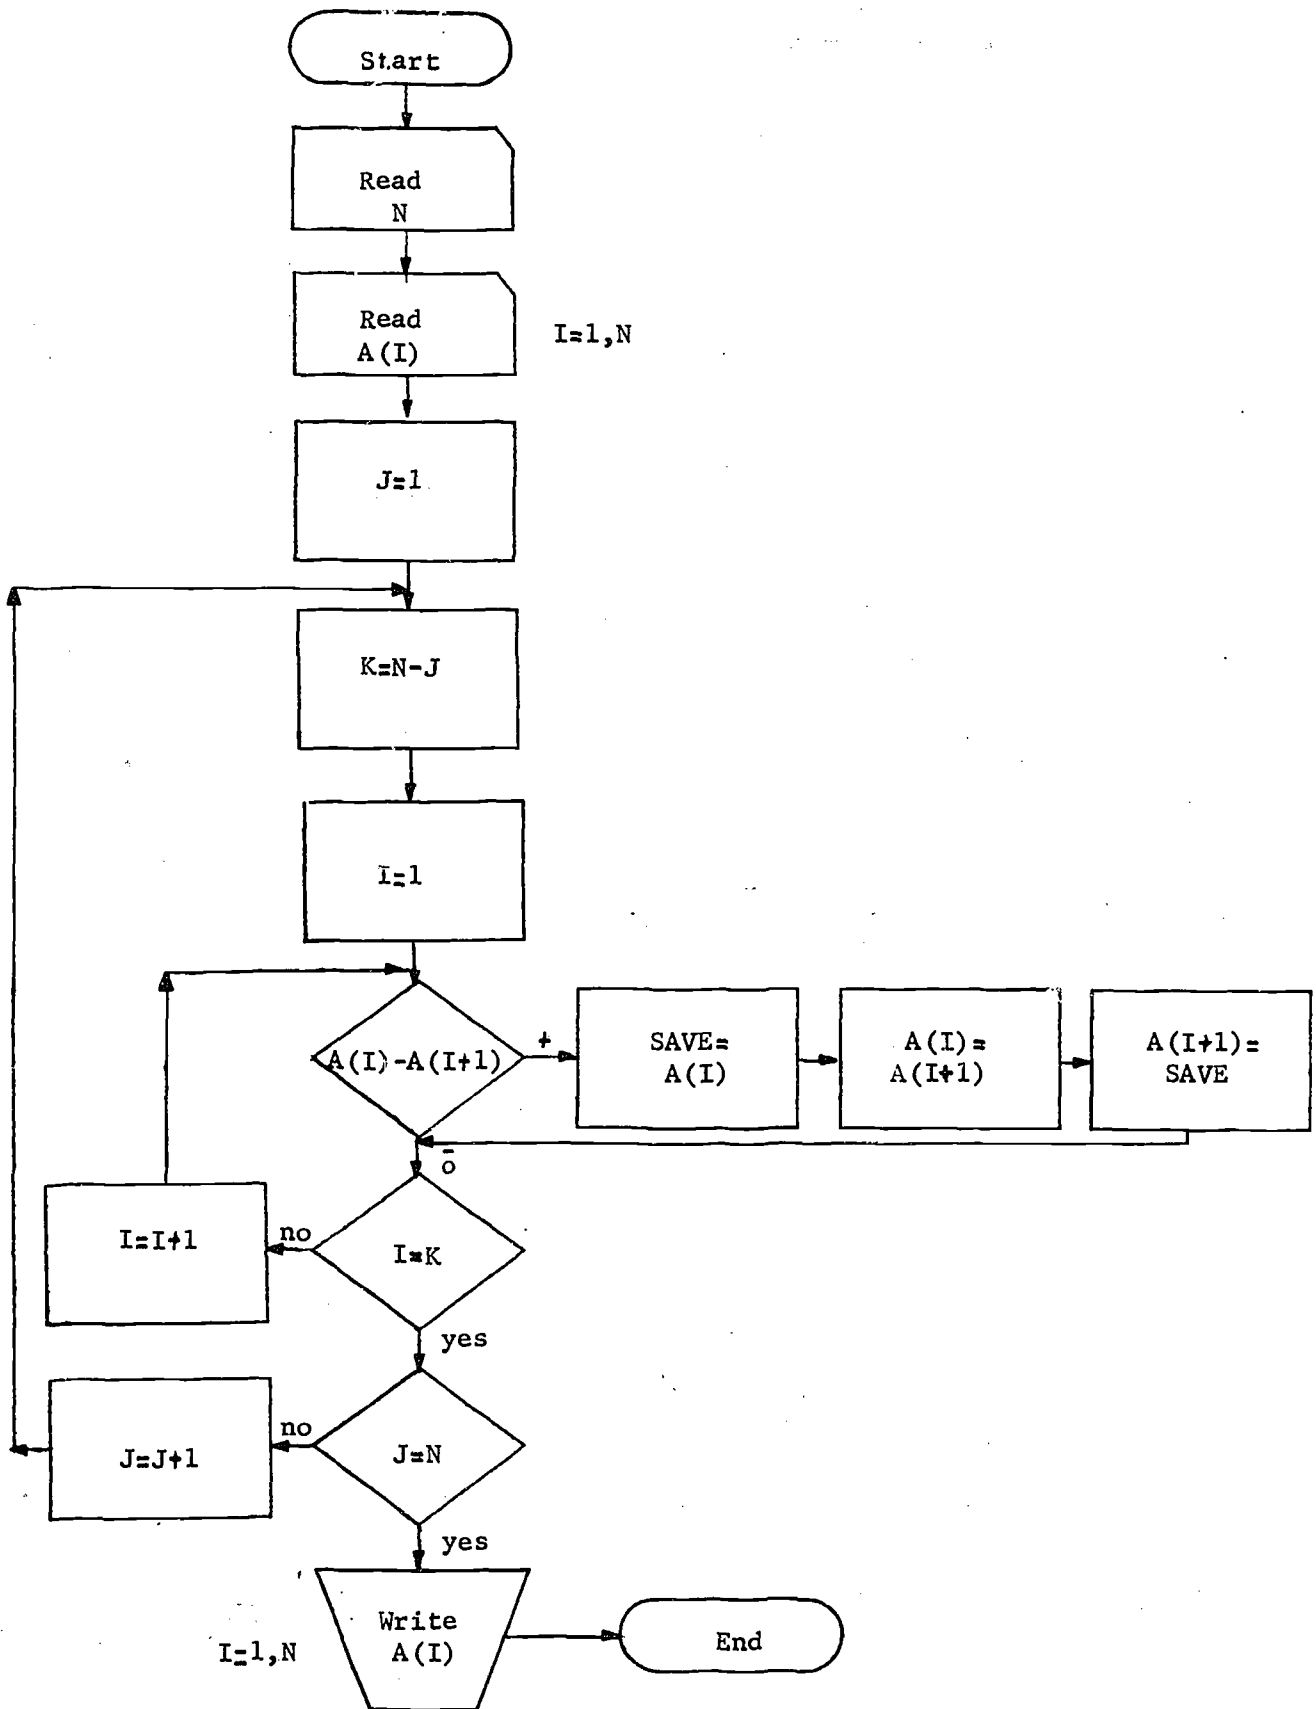 Start
Read
N
Read
A(I)
I=1,N
J=1
K=N-J
I=1
A(I)-A(I+1)
+
SAVE=
A(I)
A(I)=
A(I+1)
A(I+1)=
SAVE
-
o
I=I+1
no
I=K
yes
J=J+1
no
J=N
yes
Write
A(I)
I=1,N
End